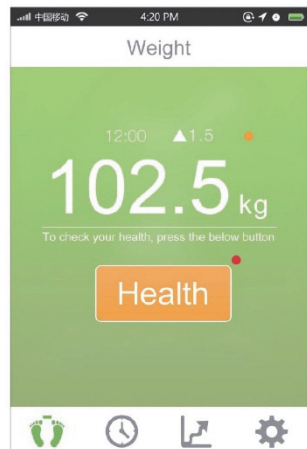 中国移动 4:20 PM
Weight
12:00 ▲1.5
102.5 kg
To check your health, press the below button
Health